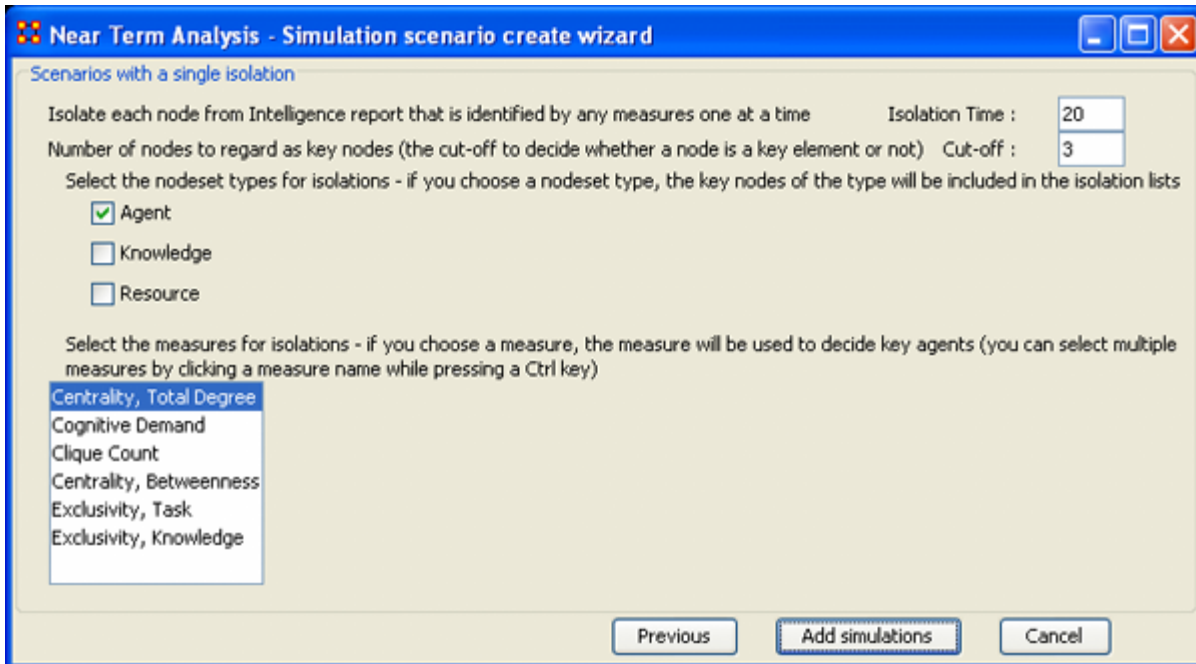 Near Term Analysis - Simulation scenario create wizard
Scenarios with a single isolation
Isolate each node from Intelligence report that is identified by any measures one at a time Isolation Time : 20
Number of nodes to regard as key nodes (the cut-off to decide whether a node is a key element or not) Cut-off : 3
Select the nodeset types for isolations - if you choose a nodeset type, the key nodes of the type will be included in the isolation lists
Agent
Knowledge
Resource
Select the measures for isolations - if you choose a measure, the measure will be used to decide key agents (you can select multiple
measures by clicking a measure name while pressing a Ctrl key)
Centrality, Total Degree
Cognitive Demand
Clique Count
Centrality, Betweenness
Exclusivity, Task
Exclusivity, Knowledge
Previous Add simulations Cancel